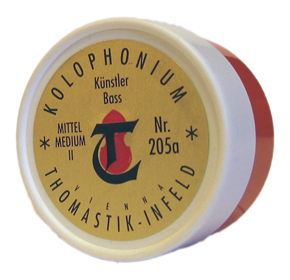 KOLOPHONIUM
Künstler
Bass
MITTEL
MEDIUM
II
Nr.
205a
VIENNA
THOMASTIK-INFELD